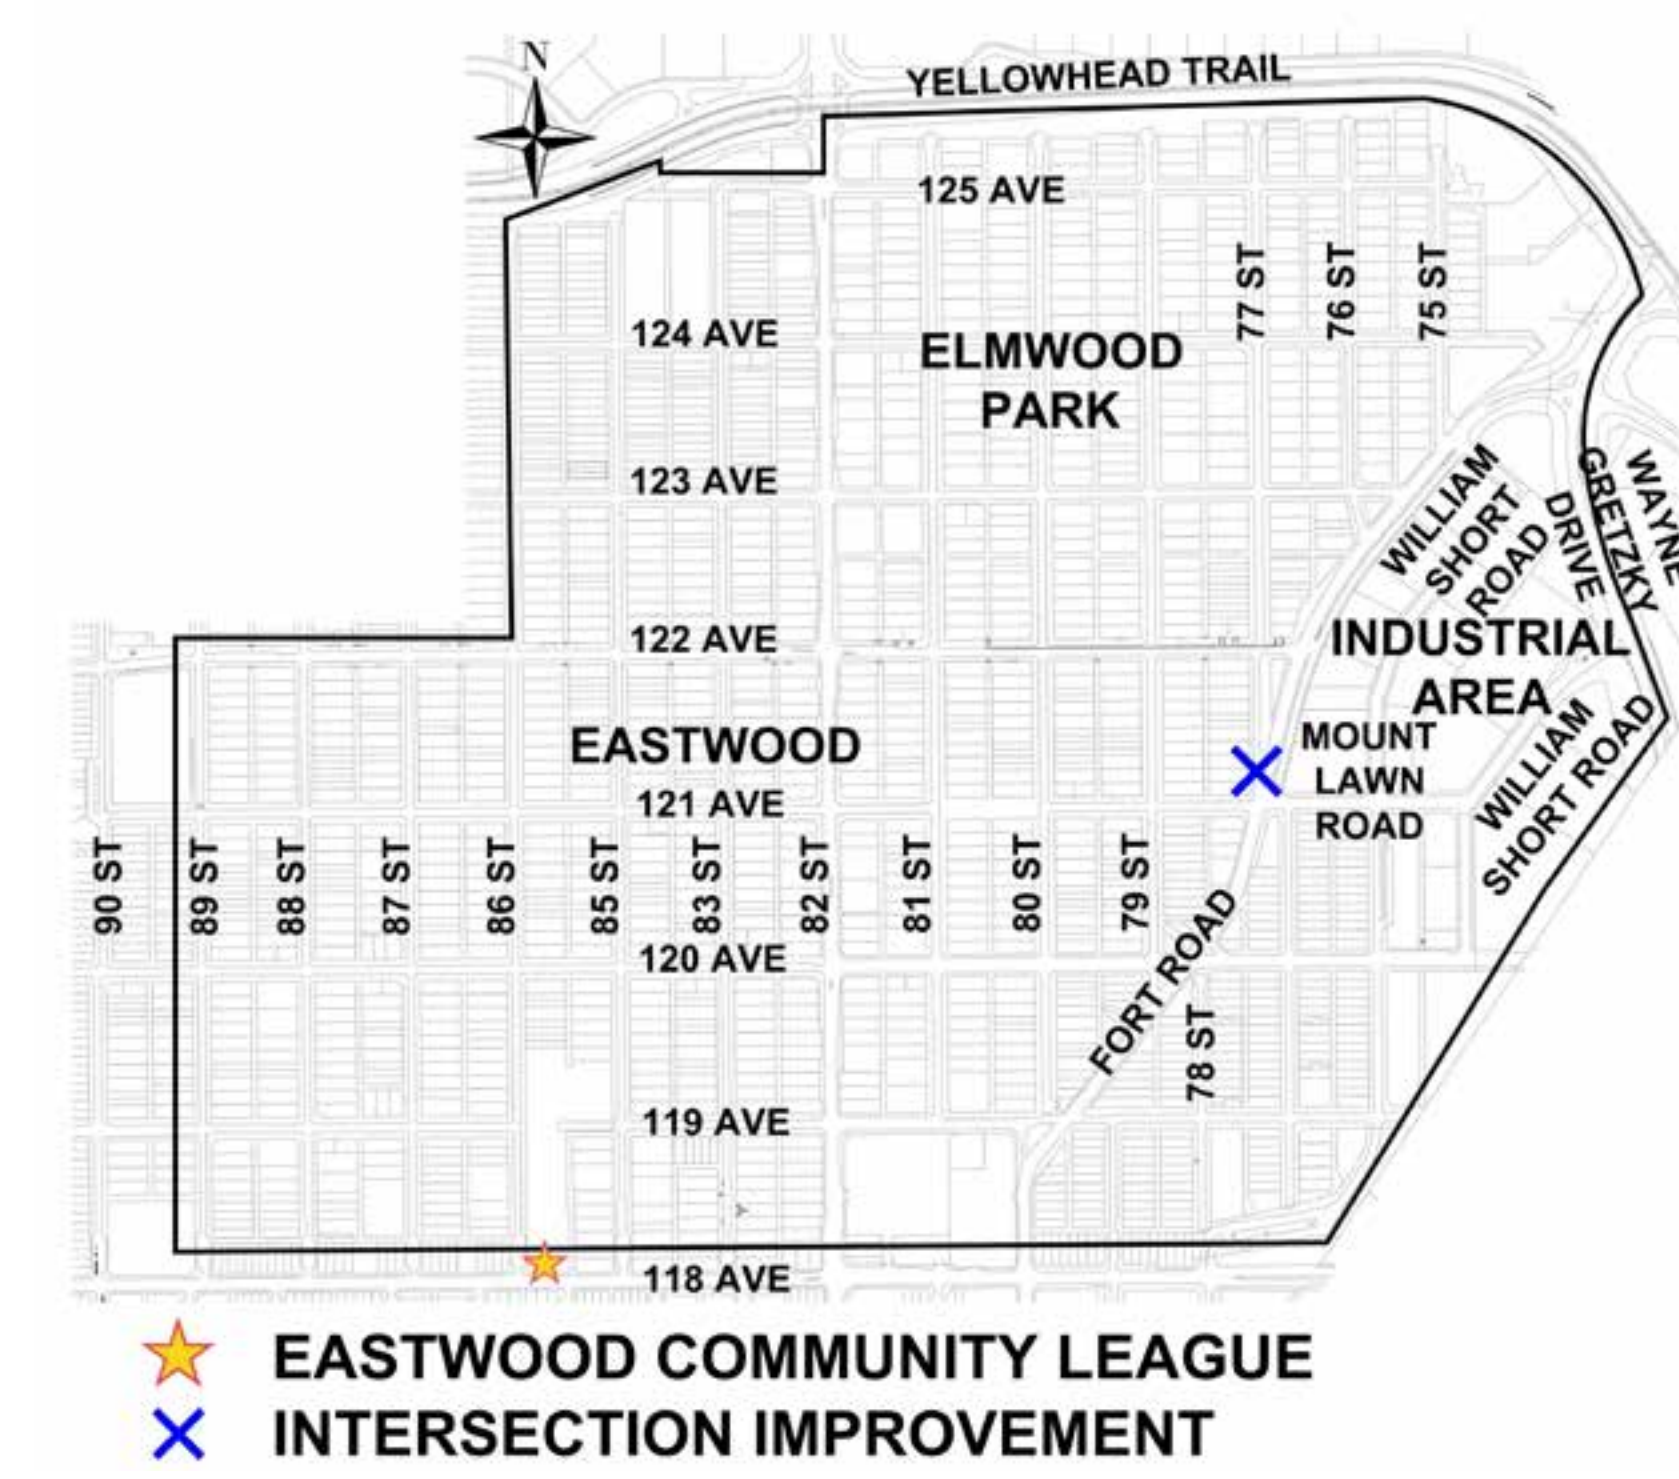 N
YELLOWHEAD TRAIL
125 AVE
77 ST
76 ST
75 ST
124 AVE
ELMWOOD
PARK
123 AVE
WILLIAM
SHORT
ROAD
WAYNE
GRETZKY
DRIVE
122 AVE
INDUSTRIAL
AREA
EASTWOOD
MOUNT
LAWN
ROAD
WILLIAM
SHORT ROAD
121 AVE
90 ST
89 ST
88 ST
87 ST
86 ST
85 ST
83 ST
82 ST
81 ST
80 ST
79 ST
FORT ROAD
120 AVE
78 ST
119 AVE
118 AVE
EASTWOOD COMMUNITY LEAGUE
INTERSECTION IMPROVEMENT